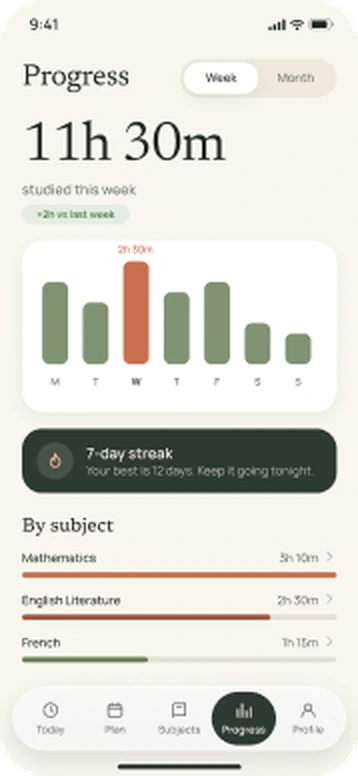 9:41
Progress
Week
Month
11h 30m
studied this week
+2h vs last week
2h 30m
M T W T F S S
7-day streak
Your best is 12 days. Keep it going tonight.
By subject
Mathematics 3h 10m
English Literature 2h 30m
French 1h 15m
Today Plan Subjects Progress Profile